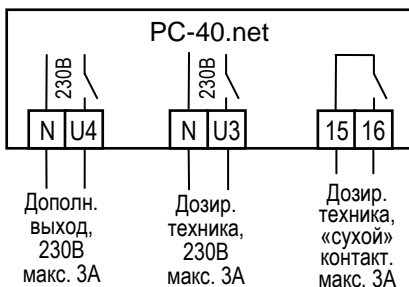 PC-40.net
230В
230В
N U4 N U3 15 16
Дополн.
выход,
230В
макс. 3А
Дозир.
техника,
230В
макс. 3А
Дозир.
техника,
«сухой»
контакт.
макс. 3А